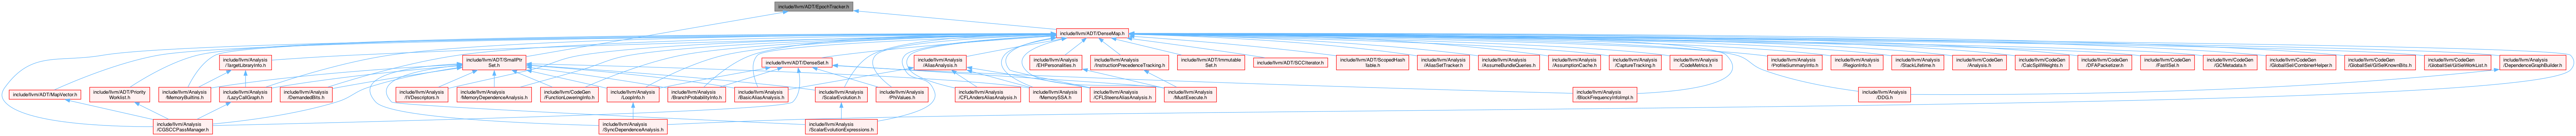 include/llvm/ADT/EpochTracker.h
include/llvm/ADT/DenseMap.h
include/llvm/Analysis
/TargetLibraryInfo.h
include/llvm/ADT/SmallPtr
Set.h
include/llvm/ADT/DenseSet.h
include/llvm/Analysis
/AliasAnalysis.h
include/llvm/Analysis
/EHPersonalities.h
include/llvm/Analysis
/InstructionPrecedenceTracking.h
include/llvm/ADT/Immutable
Set.h
include/llvm/ADT/SCCIterator.h
include/llvm/ADT/ScopedHash
Table.h
include/llvm/Analysis
/AliasSetTracker.h
include/llvm/Analysis
/AssumeBundleQueries.h
include/llvm/Analysis
/AssumptionCache.h
include/llvm/Analysis
/CaptureTracking.h
include/llvm/Analysis
/CodeMetrics.h
include/llvm/Analysis
/ProfileSummaryInfo.h
include/llvm/Analysis
/RegionInfo.h
include/llvm/Analysis
/StackLifetime.h
include/llvm/CodeGen
/Analysis.h
include/llvm/CodeGen
/CalcSpillWeights.h
include/llvm/CodeGen
/DFAPacketizer.h
include/llvm/CodeGen
/FastISel.h
include/llvm/CodeGen
/GCMetadata.h
include/llvm/CodeGen
/GlobalISel/CombinerHelper.h
include/llvm/CodeGen
/GlobalISel/GISelKnownBits.h
include/llvm/CodeGen
/GlobalISel/GISelWorkList.h
include/llvm/Analysis
/DependenceGraphBuilder.h
include/llvm/ADT/MapVector.h
include/llvm/ADT/Priority
Worklist.h
include/llvm/Analysis
/MemoryBuiltins.h
include/llvm/Analysis
/LazyCallGraph.h
include/llvm/Analysis
/DemandedBits.h
include/llvm/Analysis
/IVDescriptors.h
include/llvm/Analysis
/MemoryDependenceAnalysis.h
include/llvm/CodeGen
/FunctionLoweringInfo.h
include/llvm/Analysis
/LoopInfo.h
include/llvm/Analysis
/BranchProbabilityInfo.h
include/llvm/Analysis
/BasicAliasAnalysis.h
include/llvm/Analysis
/ScalarEvolution.h
include/llvm/Analysis
/PhiValues.h
include/llvm/Analysis
/CFLAndersAliasAnalysis.h
include/llvm/Analysis
/MemorySSA.h
include/llvm/Analysis
/CFLSteensAliasAnalysis.h
include/llvm/Analysis
/MustExecute.h
include/llvm/Analysis
/BlockFrequencyInfoImpl.h
include/llvm/Analysis
/DDG.h
include/llvm/Analysis
/CGSCCPassManager.h
include/llvm/Analysis
/SyncDependenceAnalysis.h
include/llvm/Analysis
/ScalarEvolutionExpressions.h